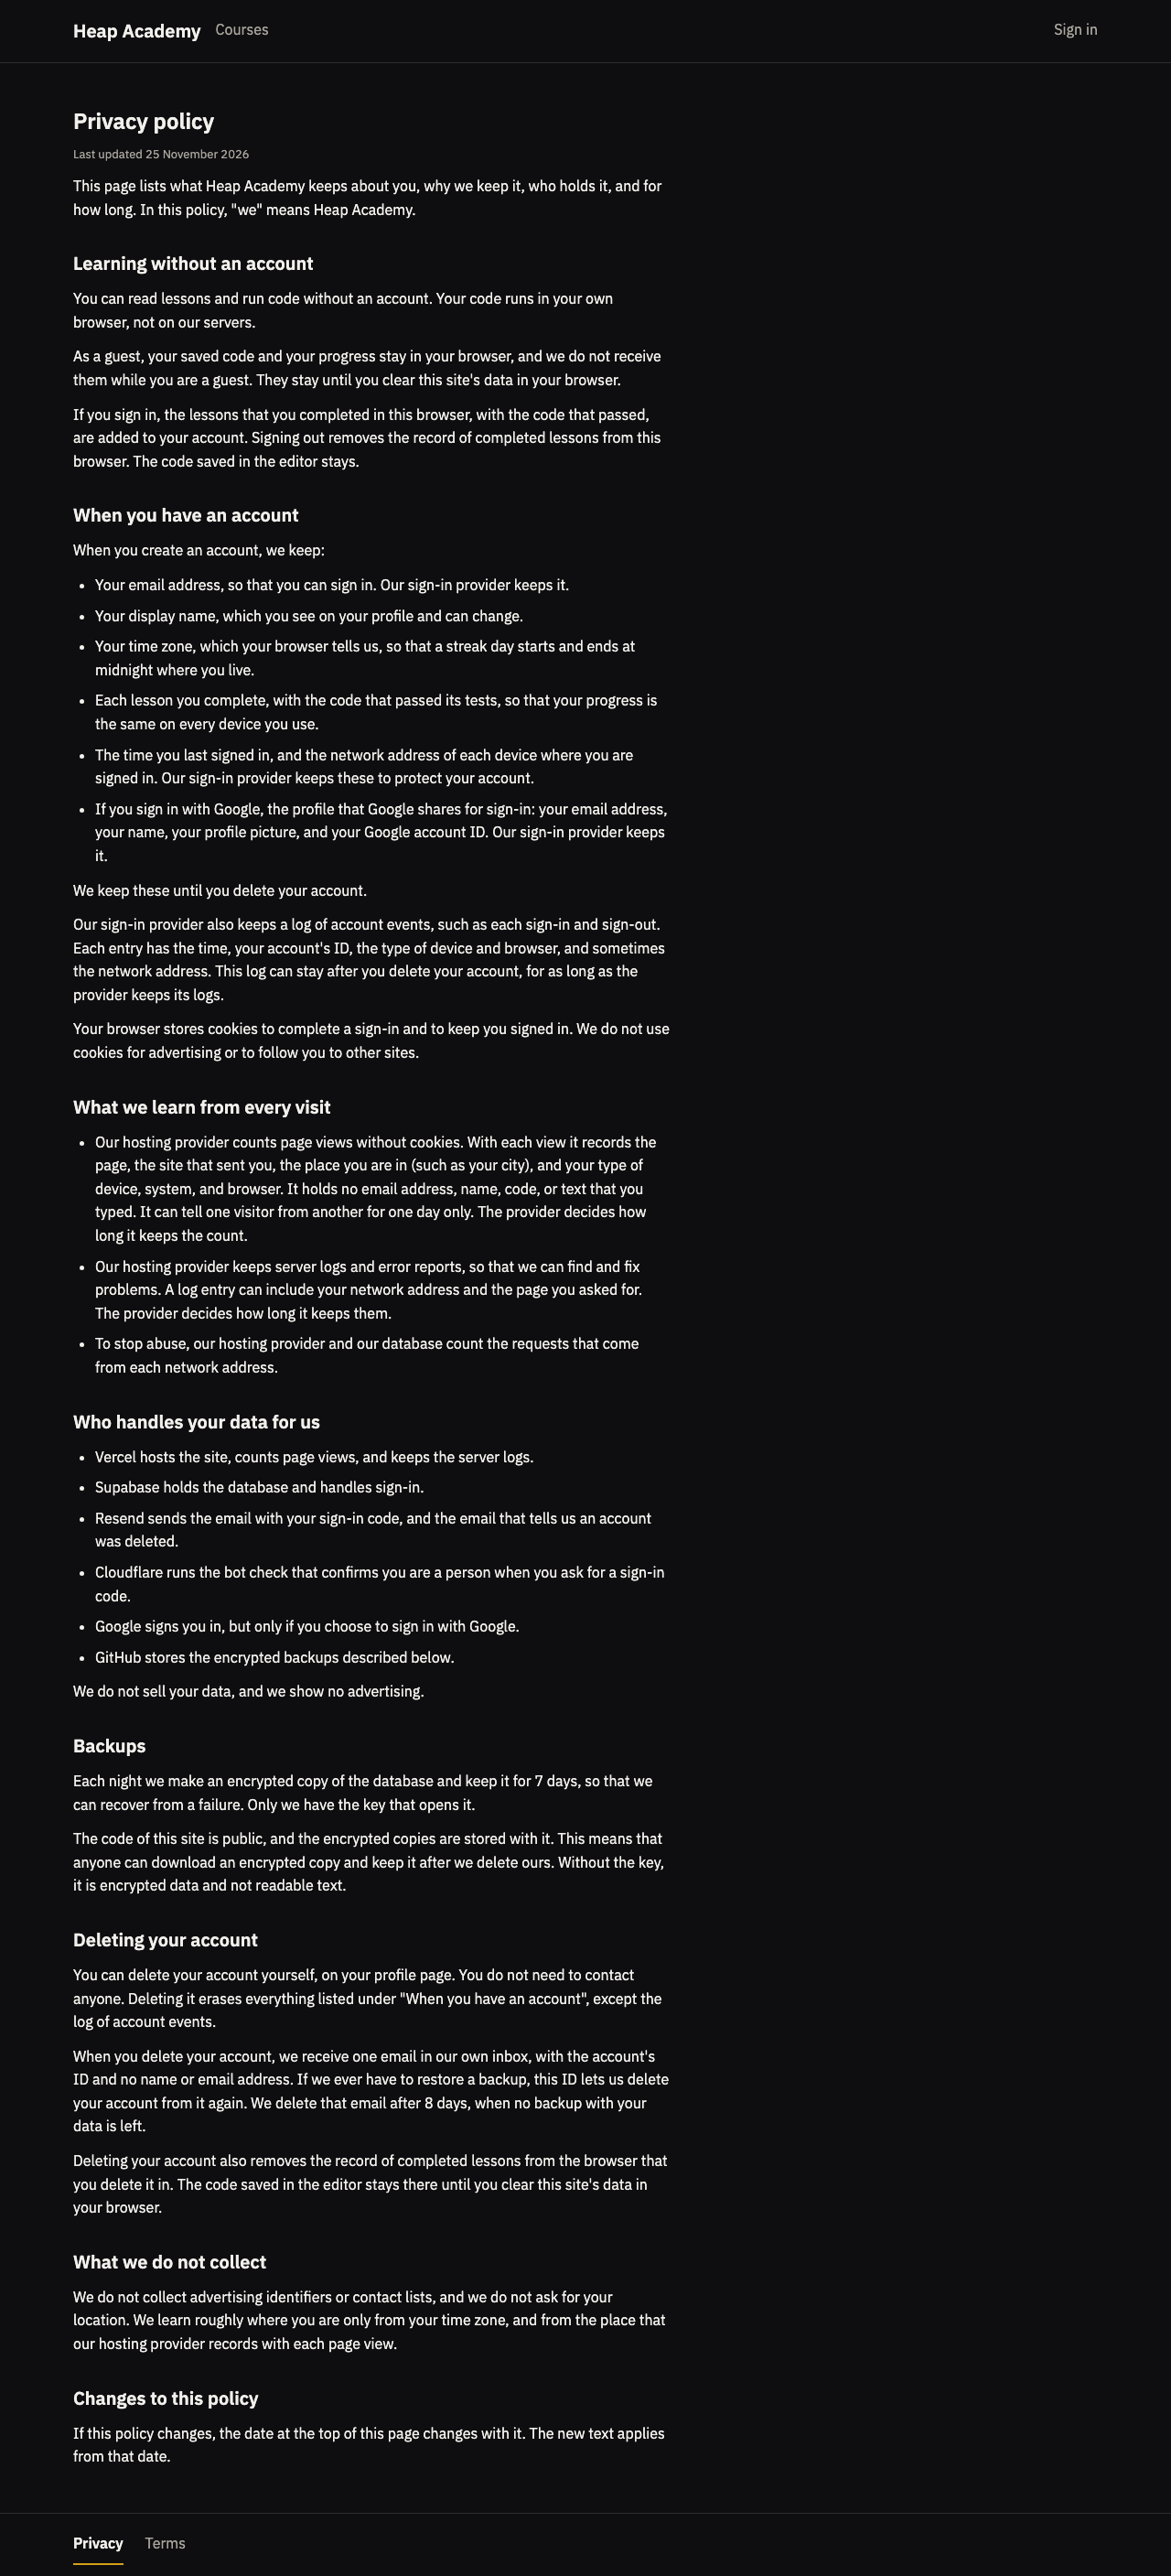 Heap Academy Courses Sign in
Privacy policy
Last updated 25 November 2026
This page lists what Heap Academy keeps about you, why we keep it, who holds it, and for
how long. In this policy, "we" means Heap Academy.
Learning without an account
You can read lessons and run code without an account. Your code runs in your own
browser, not on our servers.
As a guest, your saved code and your progress stay in your browser, and we do not receive
them while you are a guest. They stay until you clear this site's data in your browser.
If you sign in, the lessons that you completed in this browser, with the code that passed,
are added to your account. Signing out removes the record of completed lessons from this
browser. The code saved in the editor stays.
When you have an account
When you create an account, we keep:
• Your email address, so that you can sign in. Our sign-in provider keeps it.
• Your display name, which you see on your profile and can change.
• Your time zone, which your browser tells us, so that a streak day starts and ends at
midnight where you live.
• Each lesson you complete, with the code that passed its tests, so that your progress is
the same on every device you use.
• The time you last signed in, and the network address of each device where you are
signed in. Our sign-in provider keeps these to protect your account.
• If you sign in with Google, the profile that Google shares for sign-in: your email address,
your name, your profile picture, and your Google account ID. Our sign-in provider keeps
it.
We keep these until you delete your account.
Our sign-in provider also keeps a log of account events, such as each sign-in and sign-out.
Each entry has the time, your account's ID, the type of device and browser, and sometimes
the network address. This log can stay after you delete your account, for as long as the
provider keeps its logs.
Your browser stores cookies to complete a sign-in and to keep you signed in. We do not use
cookies for advertising or to follow you to other sites.
What we learn from every visit
• Our hosting provider counts page views without cookies. With each view it records the
page, the site that sent you, the place you are in (such as your city), and your type of
device, system, and browser. It holds no email address, name, code, or text that you
typed. It can tell one visitor from another for one day only. The provider decides how
long it keeps the count.
• Our hosting provider keeps server logs and error reports, so that we can find and fix
problems. A log entry can include your network address and the page you asked for.
The provider decides how long it keeps them.
• To stop abuse, our hosting provider and our database count the requests that come
from each network address.
Who handles your data for us
• Vercel hosts the site, counts page views, and keeps the server logs.
• Supabase holds the database and handles sign-in.
• Resend sends the email with your sign-in code, and the email that tells us an account
was deleted.
• Cloudflare runs the bot check that confirms you are a person when you ask for a sign-in
code.
• Google signs you in, but only if you choose to sign in with Google.
• GitHub stores the encrypted backups described below.
We do not sell your data, and we show no advertising.
Backups
Each night we make an encrypted copy of the database and keep it for 7 days, so that we
can recover from a failure. Only we have the key that opens it.
The code of this site is public, and the encrypted copies are stored with it. This means that
anyone can download an encrypted copy and keep it after we delete ours. Without the key,
it is encrypted data and not readable text.
Deleting your account
You can delete your account yourself, on your profile page. You do not need to contact
anyone. Deleting it erases everything listed under "When you have an account", except the
log of account events.
When you delete your account, we receive one email in our own inbox, with the account's
ID and no name or email address. If we ever have to restore a backup, this ID lets us delete
your account from it again. We delete that email after 8 days, when no backup with your
data is left.
Deleting your account also removes the record of completed lessons from the browser that
you delete it in. The code saved in the editor stays there until you clear this site's data in
your browser.
What we do not collect
We do not collect advertising identifiers or contact lists, and we do not ask for your
location. We learn roughly where you are only from your time zone, and from the place that
our hosting provider records with each page view.
Changes to this policy
If this policy changes, the date at the top of this page changes with it. The new text applies
from that date.
Privacy Terms